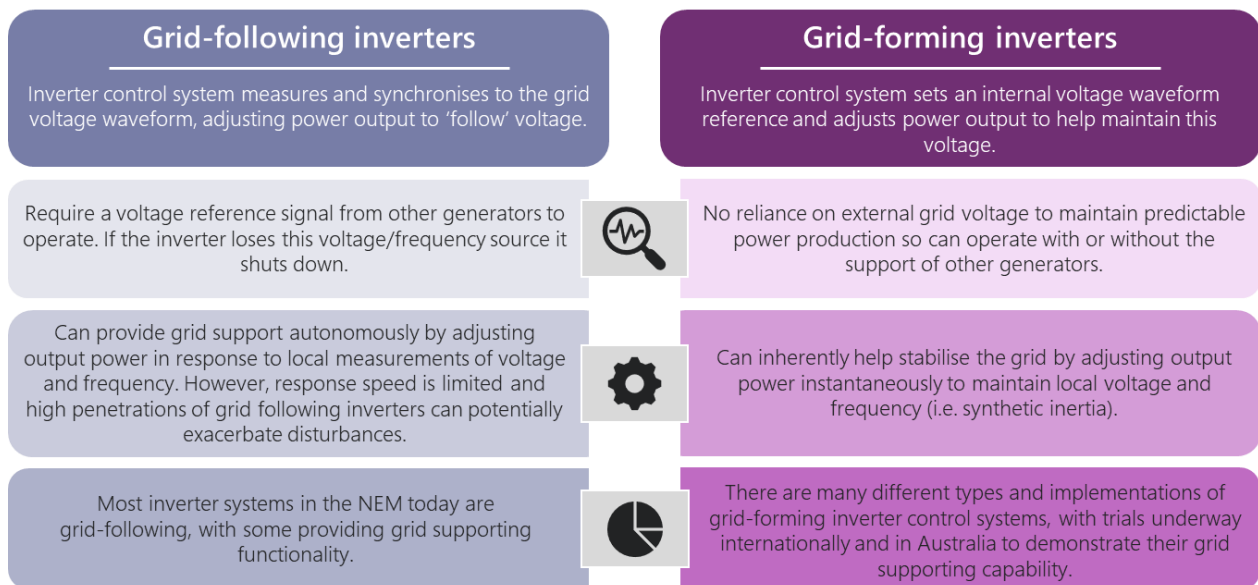 Grid-following inverters
Inverter control system measures and synchronises to the grid
voltage waveform, adjusting power output to ‘follow’ voltage.
Grid-forming inverters
Inverter control system sets an internal voltage waveform
reference and adjusts power output to help maintain this
voltage.
Require a voltage reference signal from other generators to
operate. If the inverter loses this voltage/frequency source it
shuts down.
No reliance on external grid voltage to maintain predictable
power production so can operate with or without the
support of other generators.
Can provide grid support autonomously by adjusting
output power in response to local measurements of voltage
and frequency. However, response speed is limited and
high penetrations of grid following inverters can potentially
exacerbate disturbances.
Can inherently help stabilise the grid by adjusting output
power instantaneously to maintain local voltage and
frequency (i.e. synthetic inertia).
Most inverter systems in the NEM today are
grid-following, with some providing grid supporting
functionality.
There are many different types and implementations of
grid-forming inverter control systems, with trials underway
internationally and in Australia to demonstrate their grid
supporting capability.